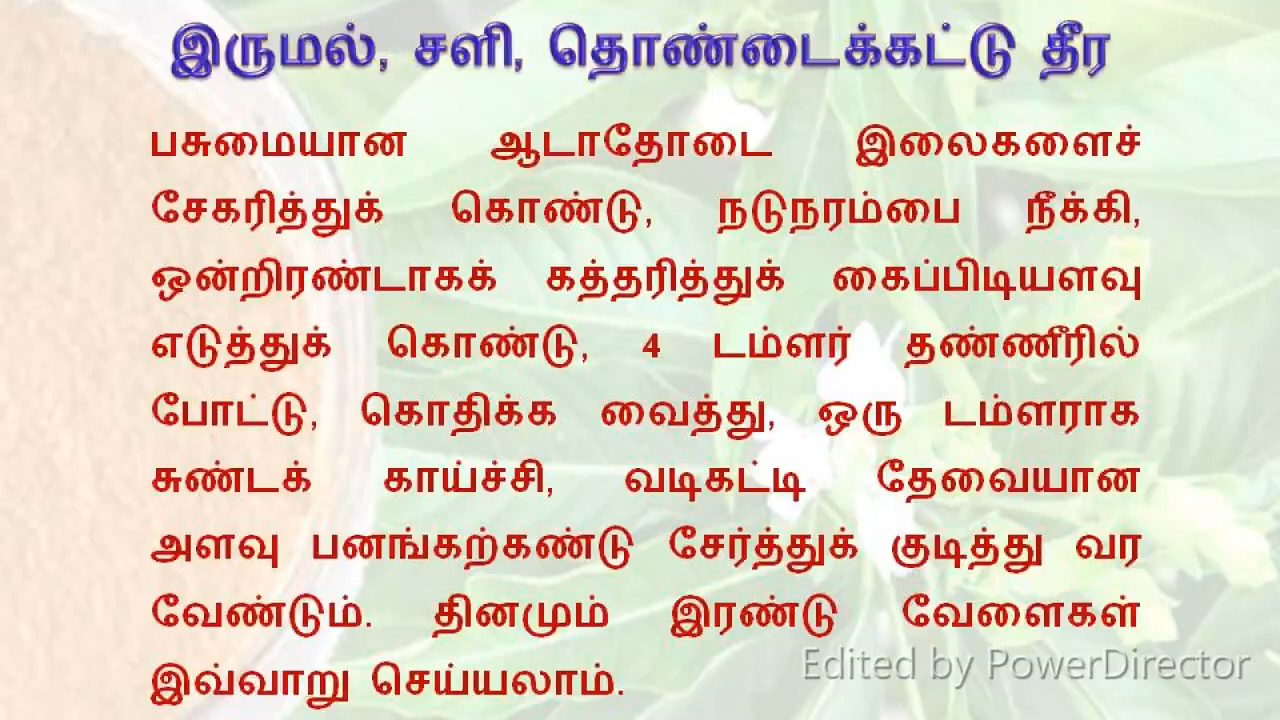 இருமல், சளி, தொண்டைக்கட்டு தீர
பசுமையான ஆடாதோடை இலைகளைச்
சேகரித்துக் கொண்டு, நடுநரம்பை நீக்கி,
ஒன்றிரண்டாகக் கத்தரித்துக் கைப்பிடியளவு
எடுத்துக் கொண்டு, 4 டம்ளர் தண்ணீரில்
போட்டு, கொதிக்க வைத்து, ஒரு டம்ளராக
சுண்டக் காய்ச்சி, வடிகட்டி தேவையான
அளவு பனங்கற்கண்டு சேர்த்துக் குடித்து வர
வேண்டும். தினமும் இரண்டு வேளைகள்
இவ்வாறு செய்யலாம்.
Edited by PowerDirector